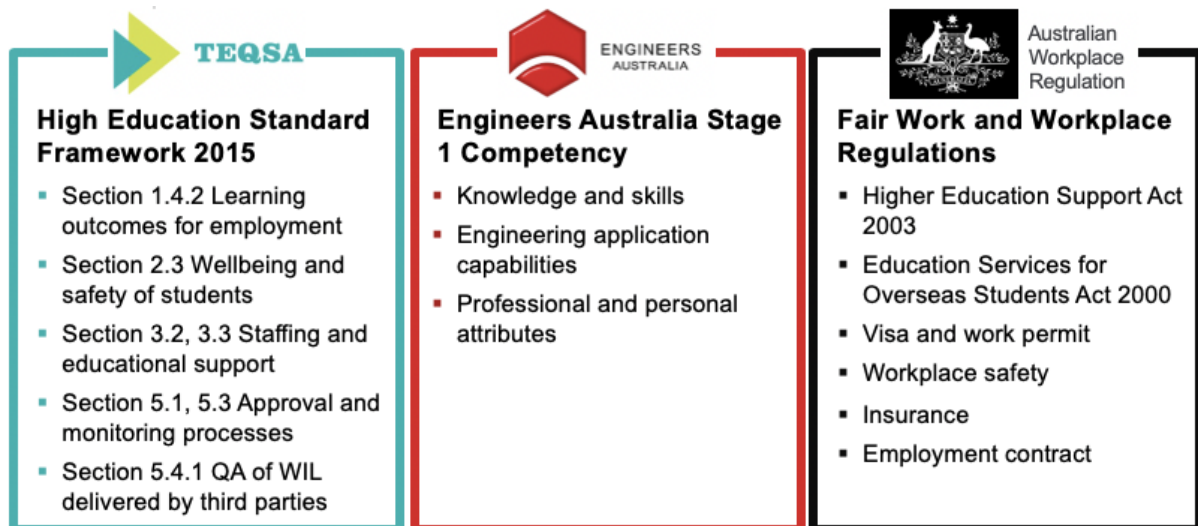 TEQSA
High Education Standard
Framework 2015
Section 1.4.2 Learning
outcomes for employment
Section 2.3 Wellbeing and
safety of students
Section 3.2, 3.3 Staffing and
educational support
Section 5.1, 5.3 Approval and
monitoring processes
Section 5.4.1 QA of WIL
delivered by third parties
ENGINEERS
AUSTRALIA
Engineers Australia Stage
1 Competency
Knowledge and skills
Engineering application
capabilities
Professional and personal
attributes
Australian
Workplace
Regulation
Fair Work and Workplace
Regulations
Higher Education Support Act
2003
Education Services for
Overseas Students Act 2000
Visa and work permit
Workplace safety
Insurance
Employment contract